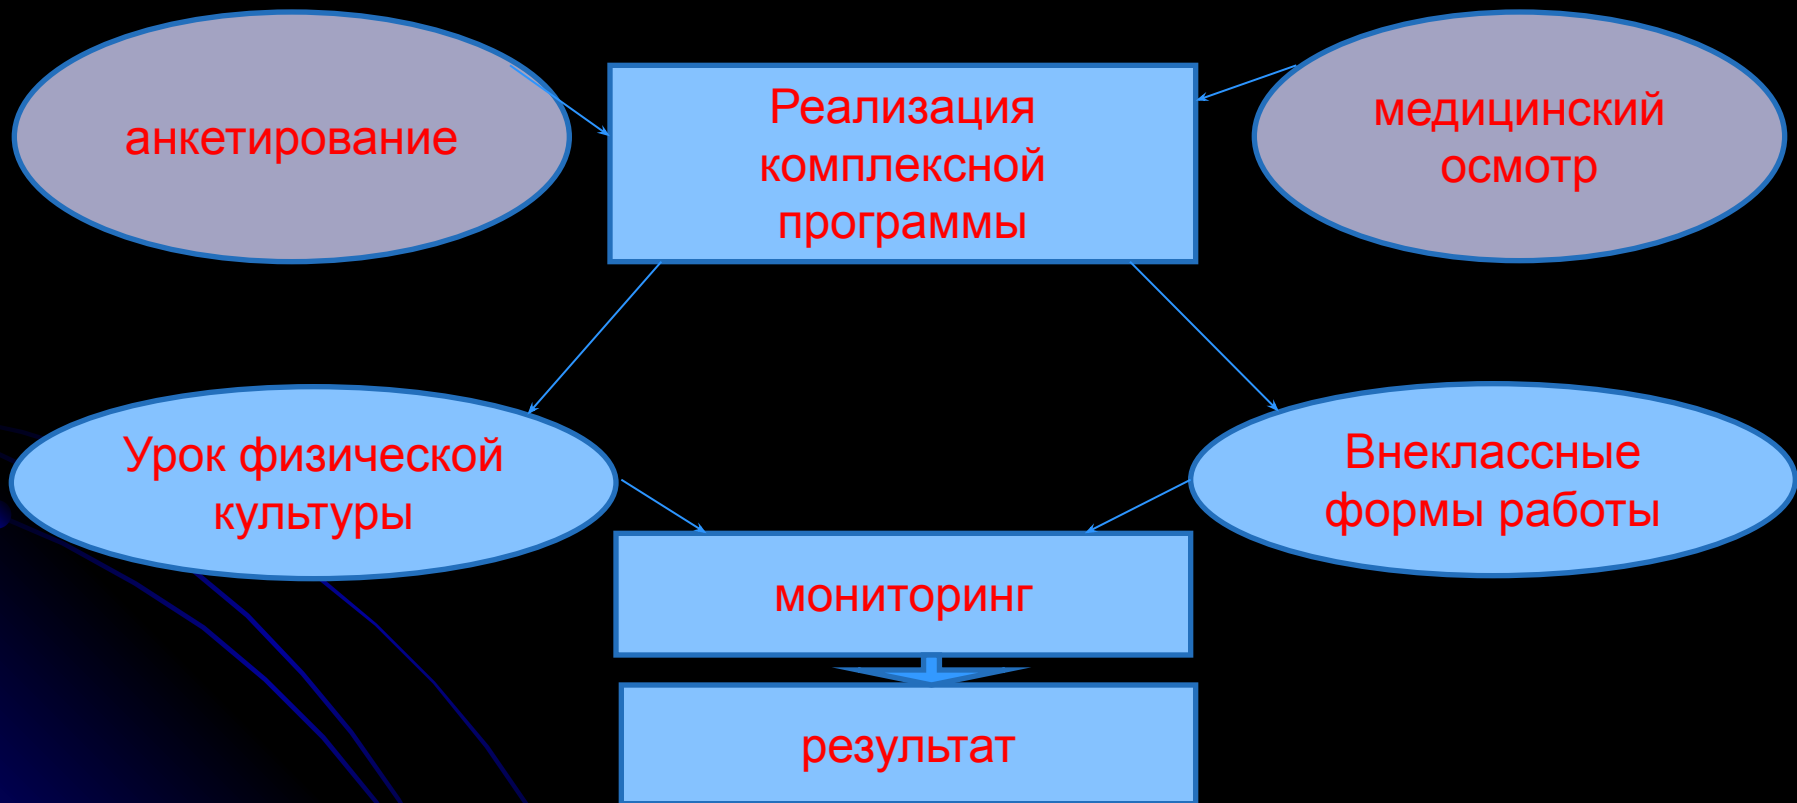 анкетирование
Реализация
комплексной
программы
медицинский
осмотр
Урок физической
культуры
Внеклассные
формы работы
мониторинг
результат